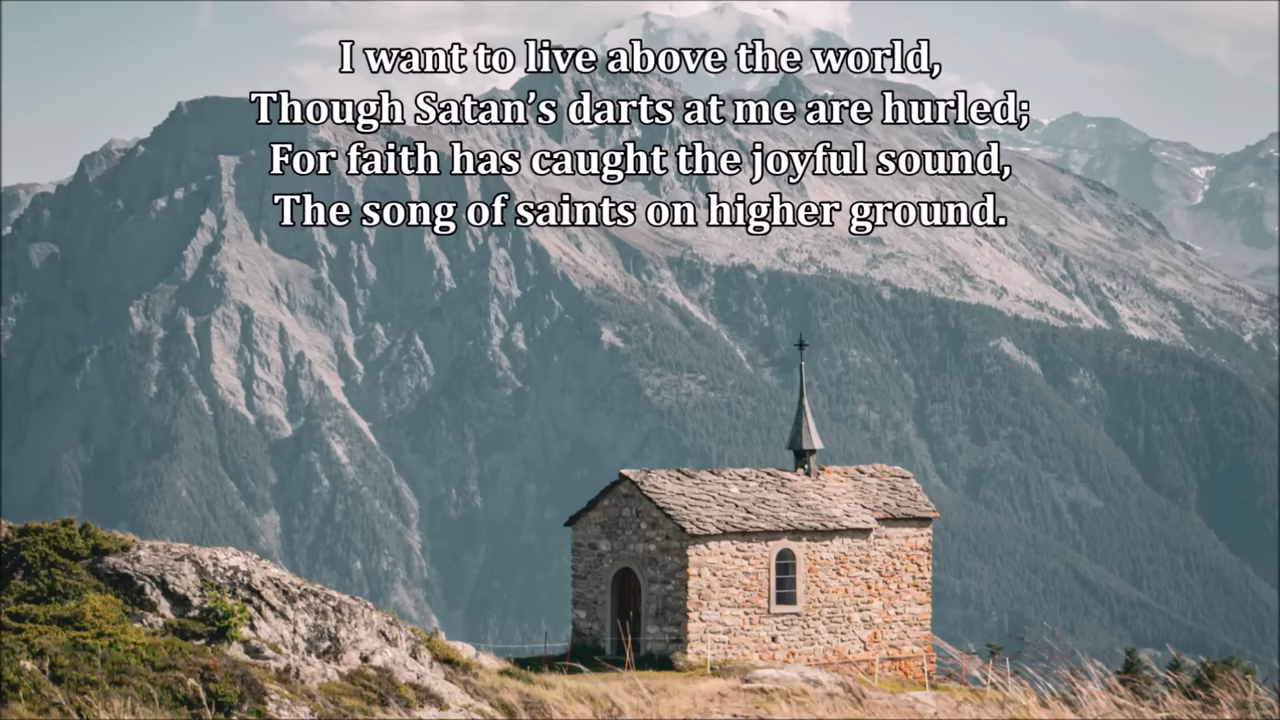 I want to live above the world,
Though Satan’s darts at me are hurled;
For faith has caught the joyful sound,
The song of saints on higher ground.